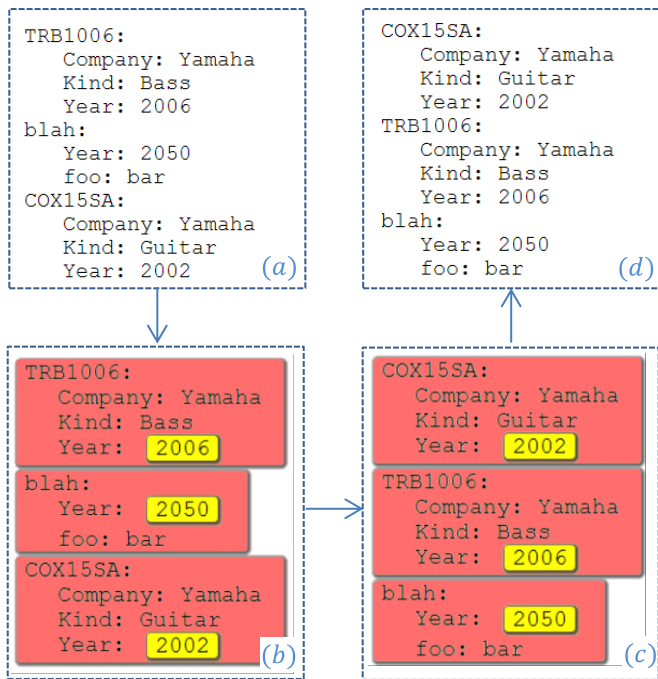 TRB1006:
Company: Yamaha
Kind: Bass
Year: 2006
blah:
Year: 2050
foo: bar
COX15SA:
Company: Yamaha
Kind: Guitar
Year: 2002
(a)
COX15SA:
Company: Yamaha
Kind: Guitar
Year: 2002
TRB1006:
Company: Yamaha
Kind: Bass
Year: 2006
blah:
Year: 2050
foo: bar
(d)
TRB1006:
Company: Yamaha
Kind: Bass
Year: 2006
blah:
Year: 2050
foo: bar
COX15SA:
Company: Yamaha
Kind: Guitar
Year: 2002
(b)
COX15SA:
Company: Yamaha
Kind: Guitar
Year: 2002
TRB1006:
Company: Yamaha
Kind: Bass
Year: 2006
blah:
Year: 2050
foo: bar
(c)